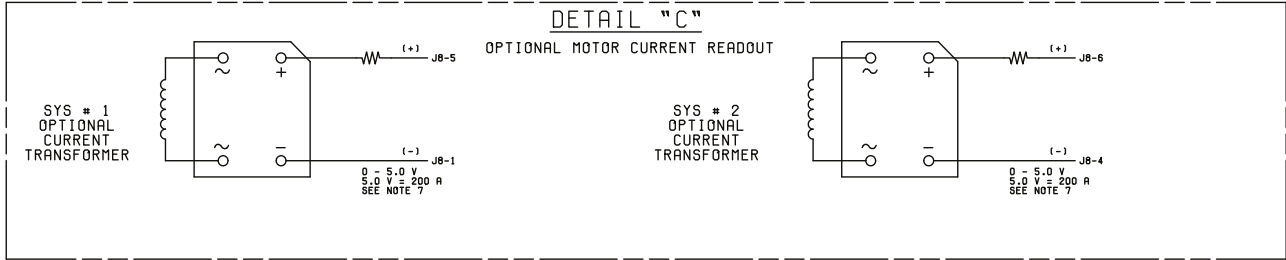 DETAIL "C"
OPTIONAL MOTOR CURRENT READOUT
SYS # 1
OPTIONAL
CURRENT
TRANSFORMER
~
+
~
−
(+)
J8-5
(-)
J8-1
0 - 5.0 V
5.0 V = 200 A
SEE NOTE 7
SYS # 2
OPTIONAL
CURRENT
TRANSFORMER
~
+
~
−
(+)
J8-6
(-)
J8-4
0 - 5.0 V
5.0 V = 200 A
SEE NOTE 7